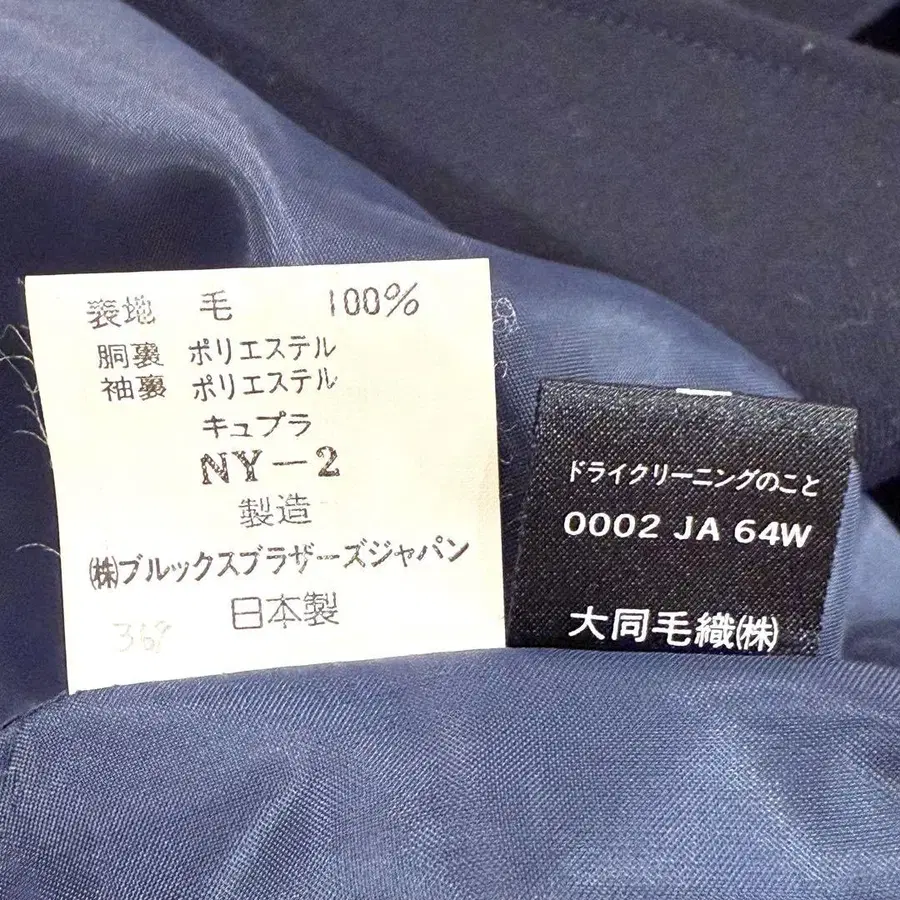 表地 毛 100%
胴裏 ポリエステル
袖裏 ポリエステル
キュプラ
NY-2
製造
㈱ブルックスブラザーズジャパン
日本製
368
ドライクリーニングのこと
0002 JA 64W
大同毛織㈱